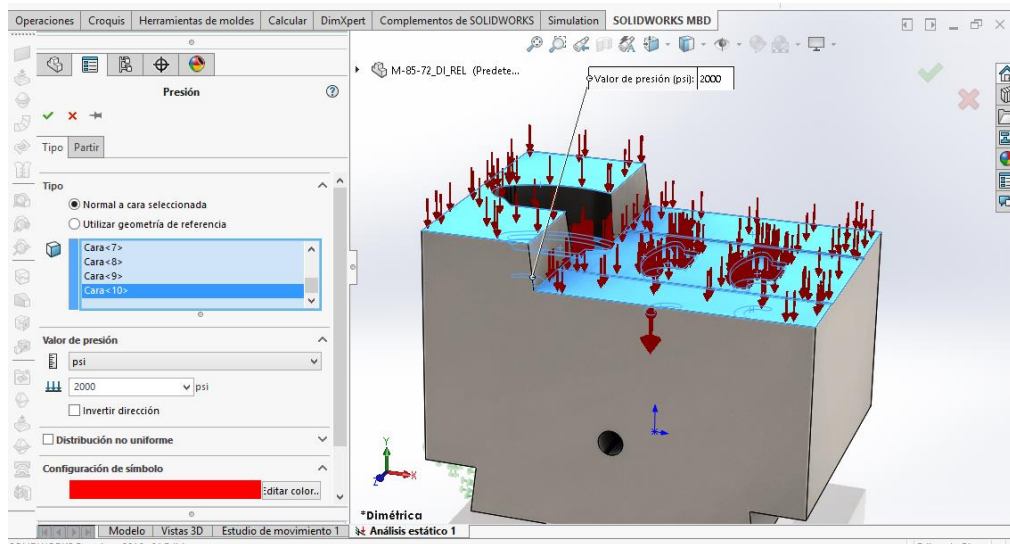 Operaciones Croquis Herramientas de moldes Calcular DimXpert Complementos de SOLIDWORKS Simulation SOLIDWORKS MBD
M-85-72_DI_REL (Predete...
Valor de presión (psi): 2000
Presión
Tipo Partir
Tipo
Normal a cara seleccionada
Utilizar geometría de referencia
Cara<7>
Cara<8>
Cara<9>
Cara<10>
Valor de presión
psi
2000 psi
Invertir dirección
Distribución no uniforme
Configuración de símbolo
Editar color..
Y
X
Z
*Dimétrica
Modelo Vistas 3D Estudio de movimiento 1 Análisis estático 1